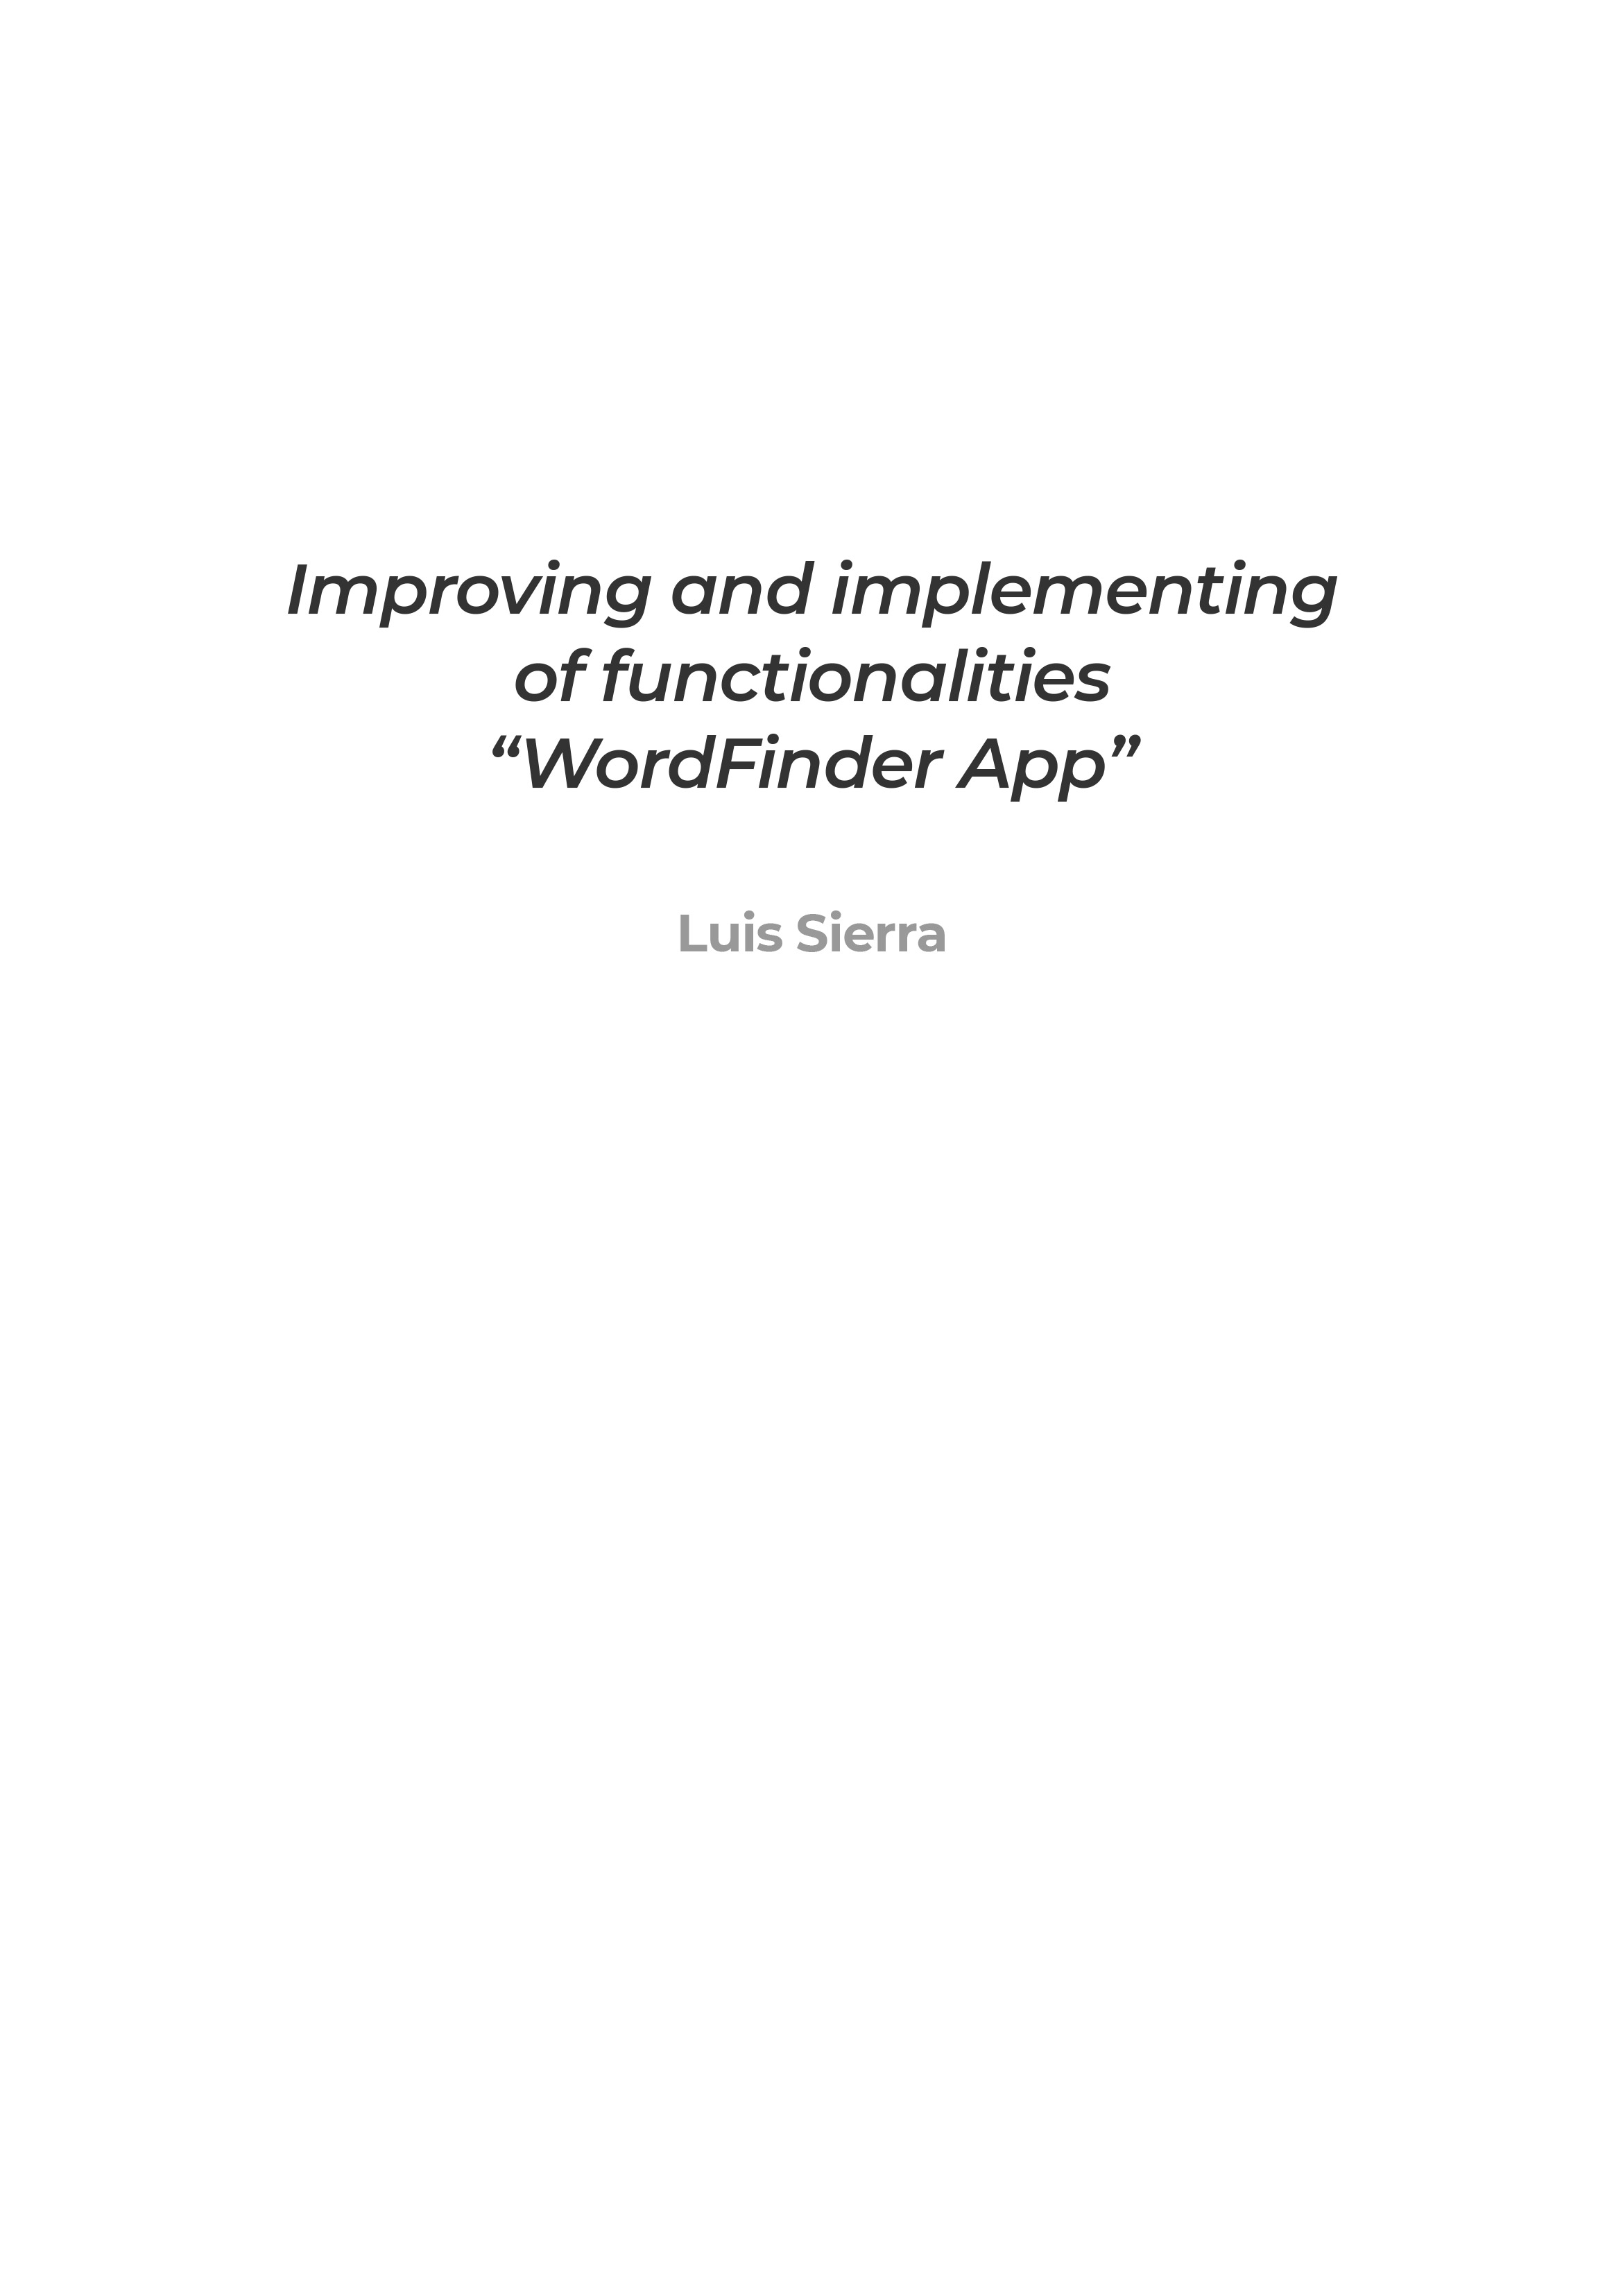 Improving and implementing
of functionalities
“WordFinder App”
Luis Sierra